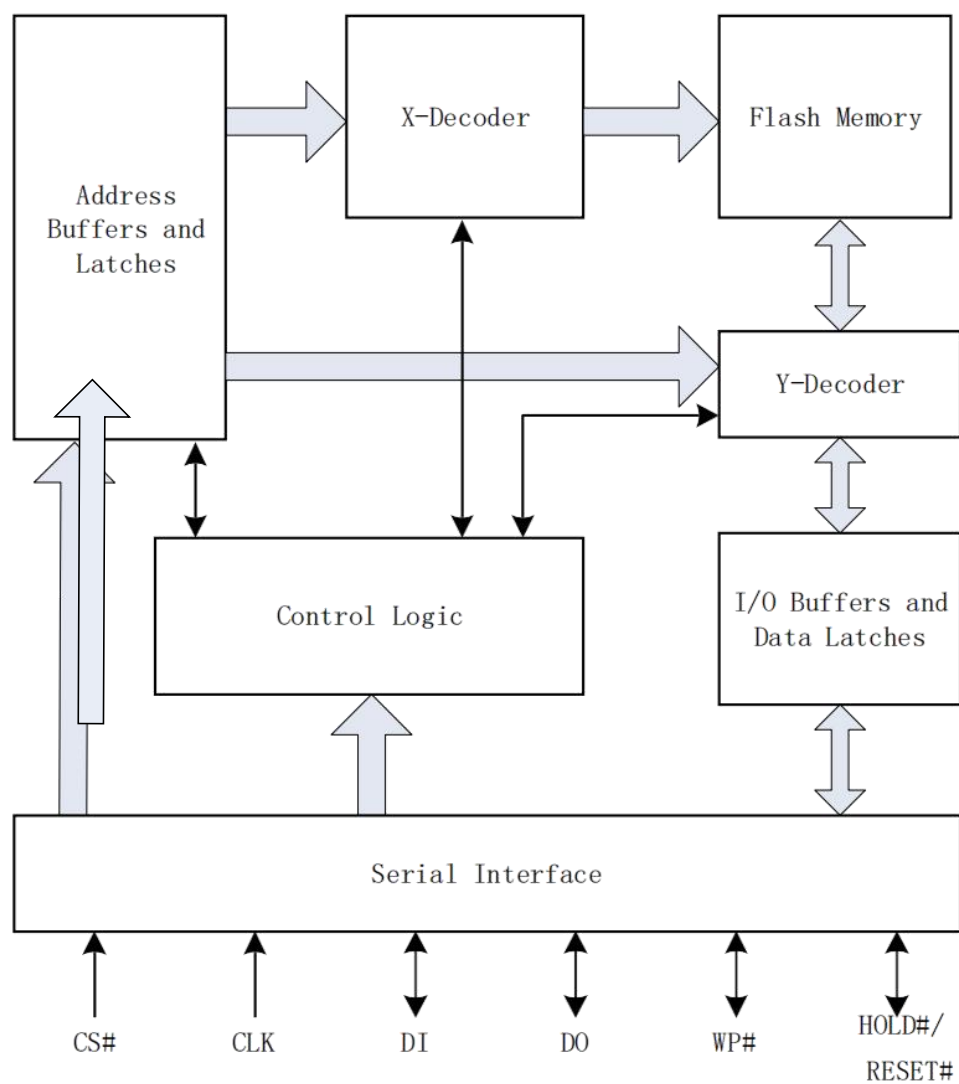 X-Decoder
Flash Memory
Address
Buffers and
Latches
Y-Decoder
I/O Buffers and
Data Latches
Control Logic
Serial Interface
CS#
CLK
DI
DO
WP#
HOLD#/
RESET#